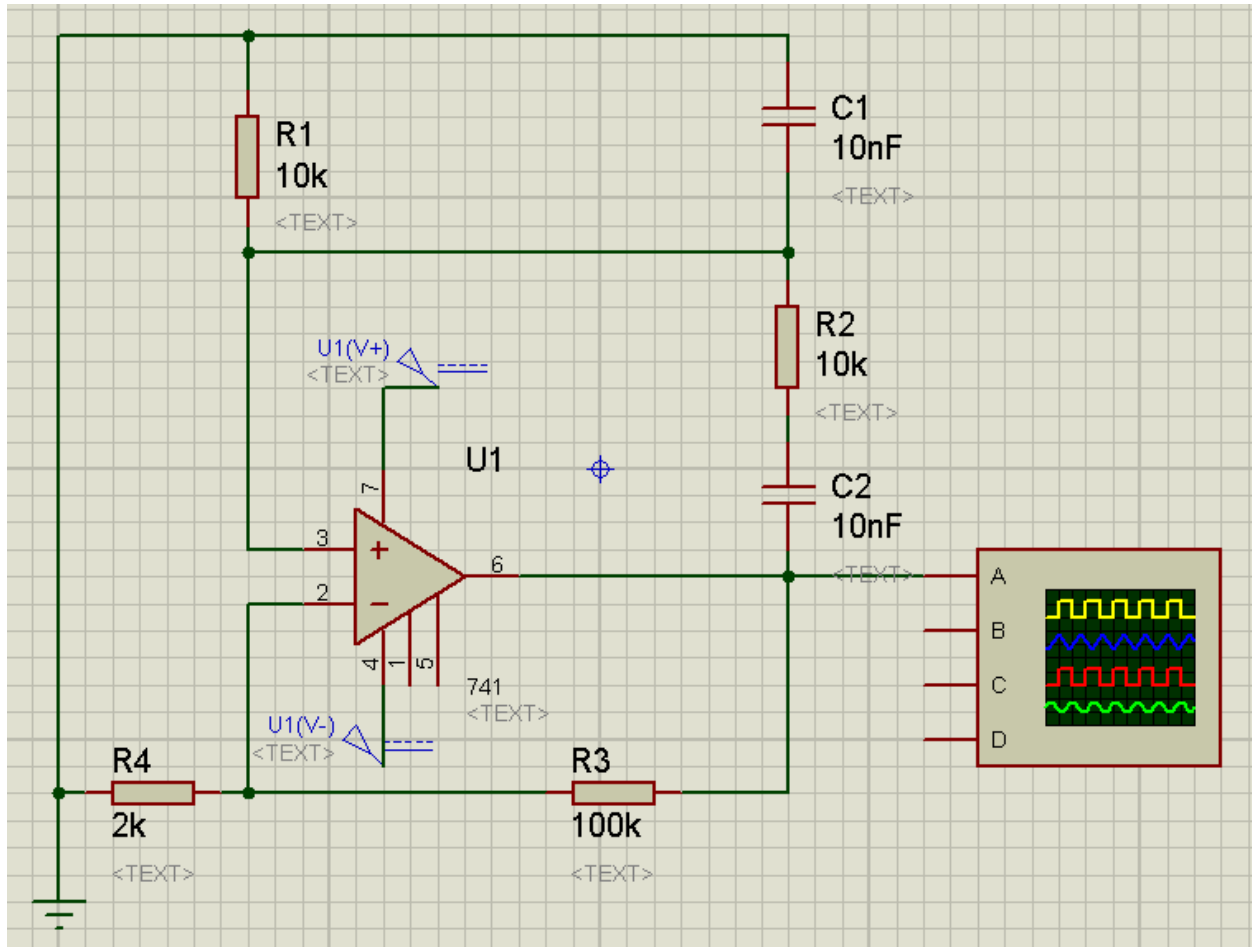 C1
10nF
<TEXT>
R1
10k
<TEXT>
R2
10k
<TEXT>
U1(V+)
<TEXT>
U1
7
3
+
2
−
6
4
1
5
741
<TEXT>
C2
10nF
<TEXT>
A
B
C
D
U1(V-)
<TEXT>
R4
2k
<TEXT>
R3
100k
<TEXT>